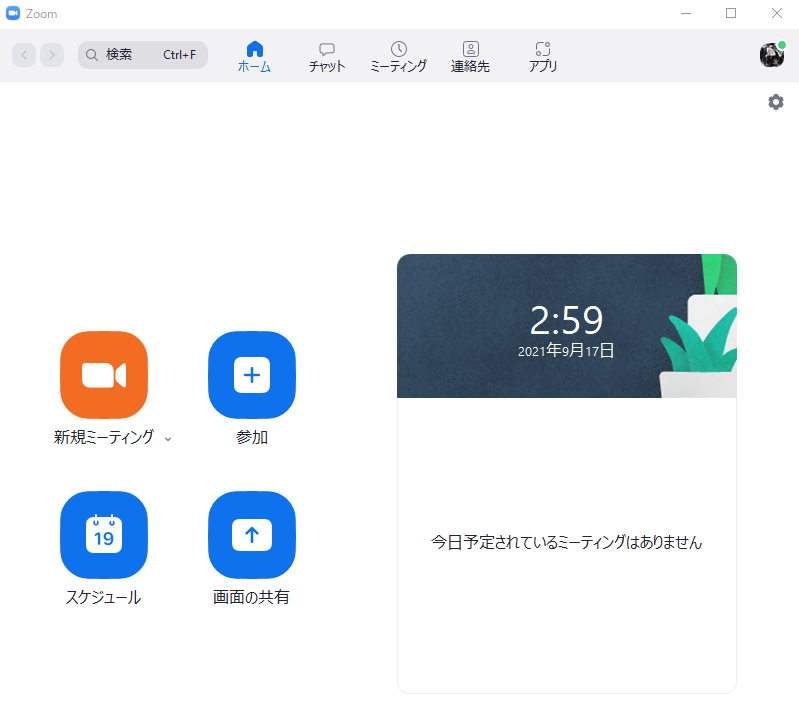 Zoom
検索 Ctrl+F
ホーム
チャット
ミーティング
連絡先
アプリ
2:59
2021年9月17日
新規ミーティング
参加
19
スケジュール
画面の共有
今日予定されているミーティングはありません